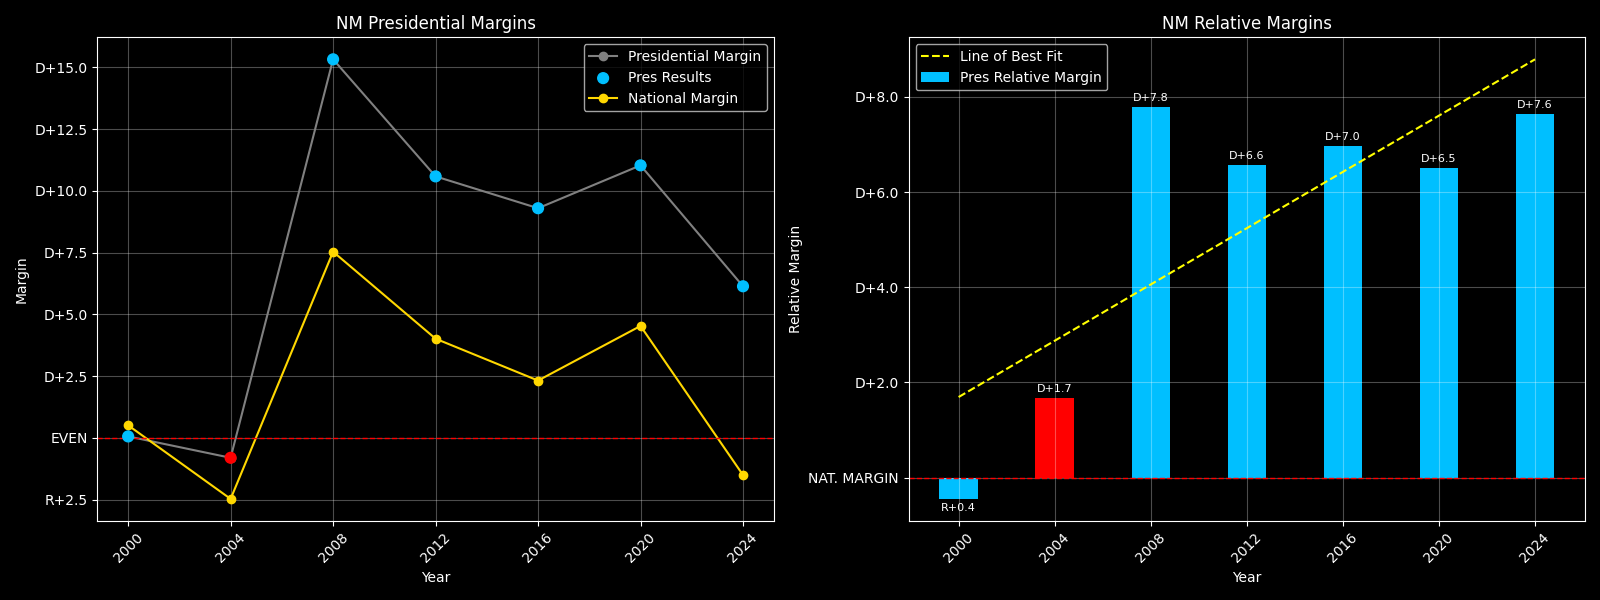 NM Presidential Margins
Presidential Margin
Pres Results
National Margin
D+15.0
D+12.5
D+10.0
D+7.5
D+5.0
D+2.5
EVEN
R+2.5
Margin
2000
2004
2008
2012
2016
2020
2024
Year
NM Relative Margins
Line of Best Fit
Pres Relative Margin
D+8.0
D+6.0
D+4.0
D+2.0
NAT. MARGIN
Relative Margin
R+0.4
D+1.7
D+7.8
D+6.6
D+7.0
D+6.5
D+7.6
2000
2004
2008
2012
2016
2020
2024
Year